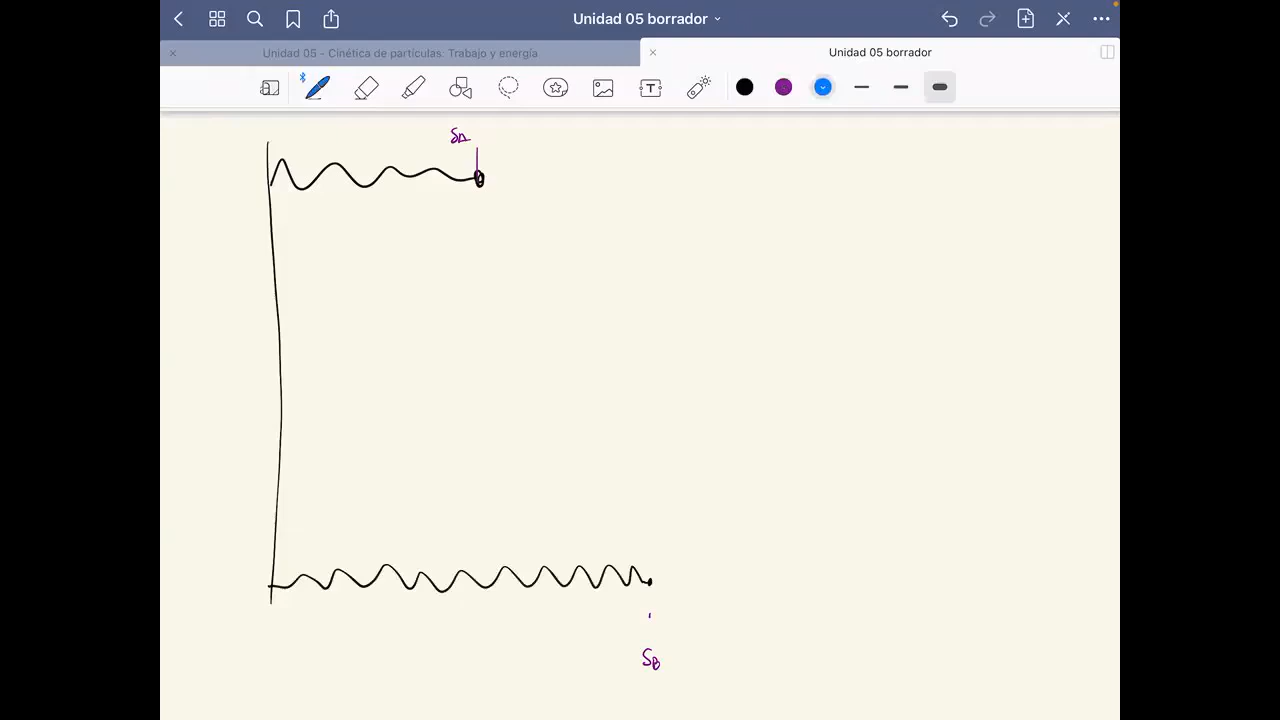 Unidad 05 borrador
Unidad 05 - Cinética de partículas: Trabajo y energía
Unidad 05 borrador
T
SA
SB